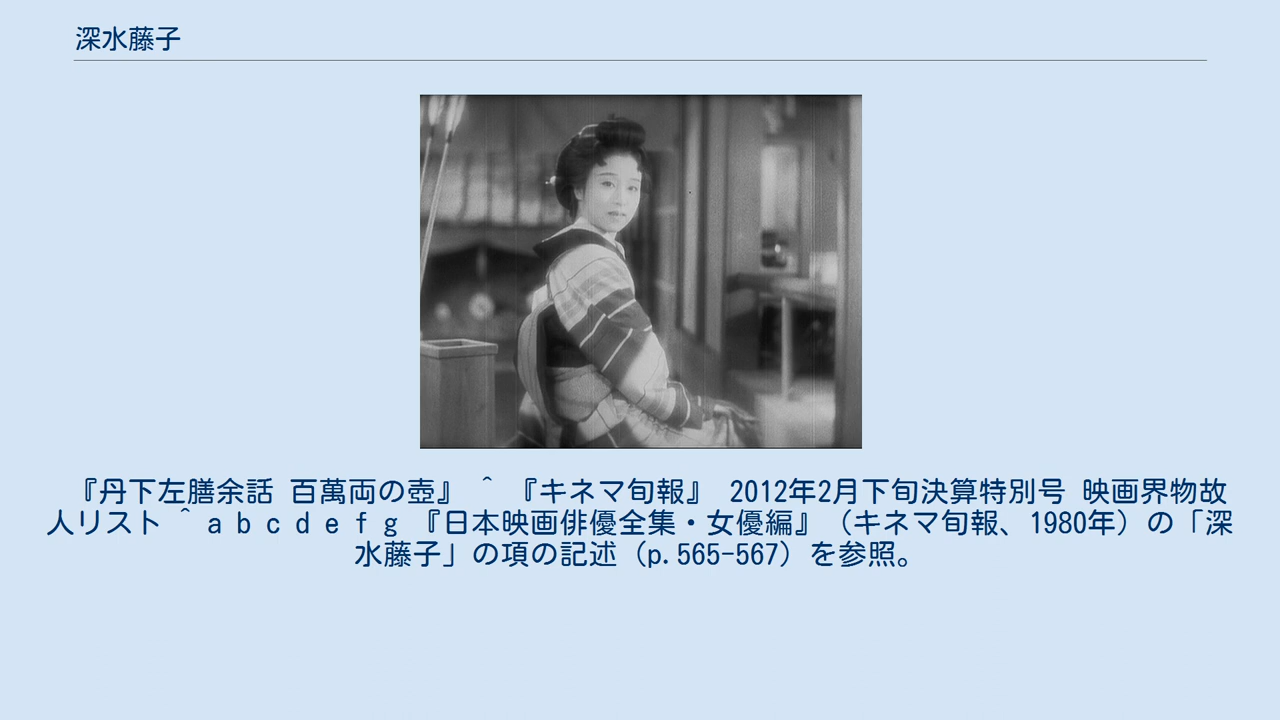 深水藤子
『丹下左膳余話 百萬両の壺』 ^ 『キネマ旬報』 2012年2月下旬決算特別号 映画界物故
人リスト ^ a b c d e f g 『日本映画俳優全集・女優編』（キネマ旬報、1980年）の「深
水藤子」の項の記述（p.565-567）を参照。